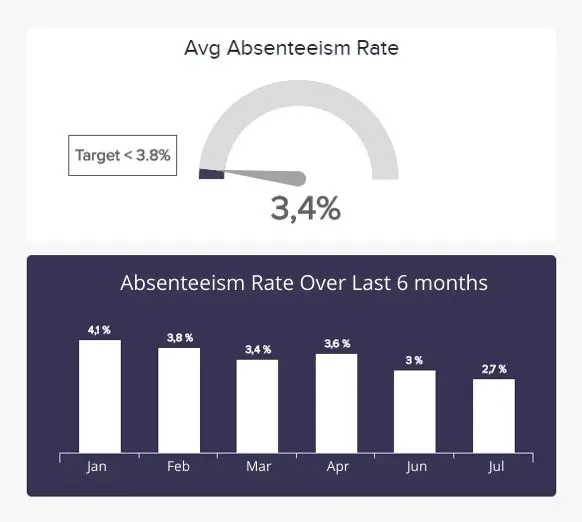 Avg Absenteeism Rate
Target < 3.8%
3,4%
Absenteeism Rate Over Last 6 months
4,1 %
3,8 %
3,4 %
3,6 %
3 %
2,7 %
Jan Feb Mar Apr Jun Jul